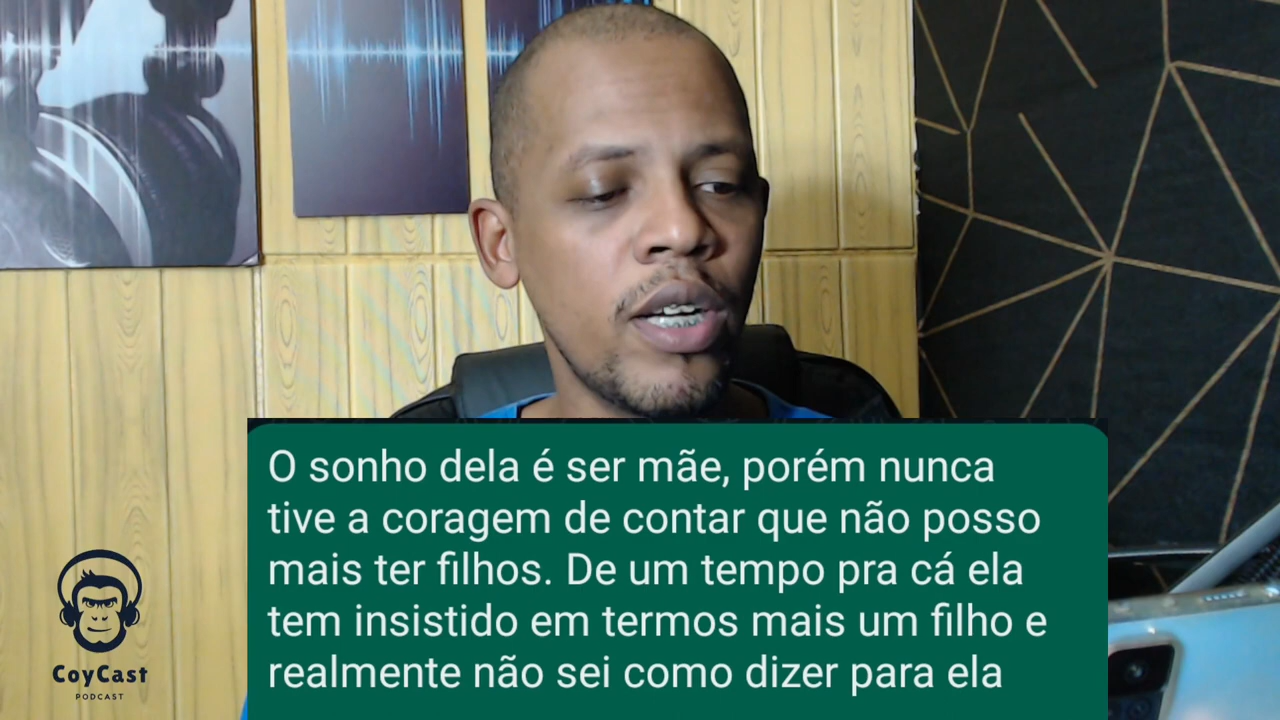 O sonho dela é ser mãe, porém nunca
tive a coragem de contar que não posso
mais ter filhos. De um tempo pra cá ela
tem insistido em termos mais um filho e
realmente não sei como dizer para ela
CoyCast
PODCAST